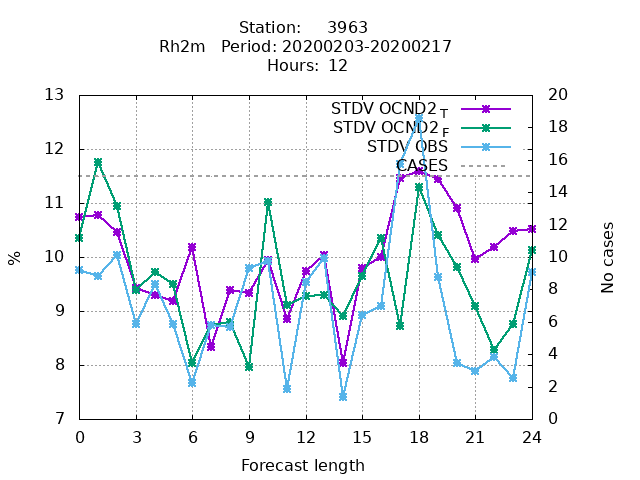 Station: 3963
Rh2m Period: 20200203-20200217
Hours: 12
STDV OCND2 T
STDV OCND2 F
STDV OBS
CASES
13
12
11
10
9
8
7
%
20
18
16
14
12
10
8
6
4
2
0
No cases
0 3 6 9 12 15 18 21 24
Forecast length